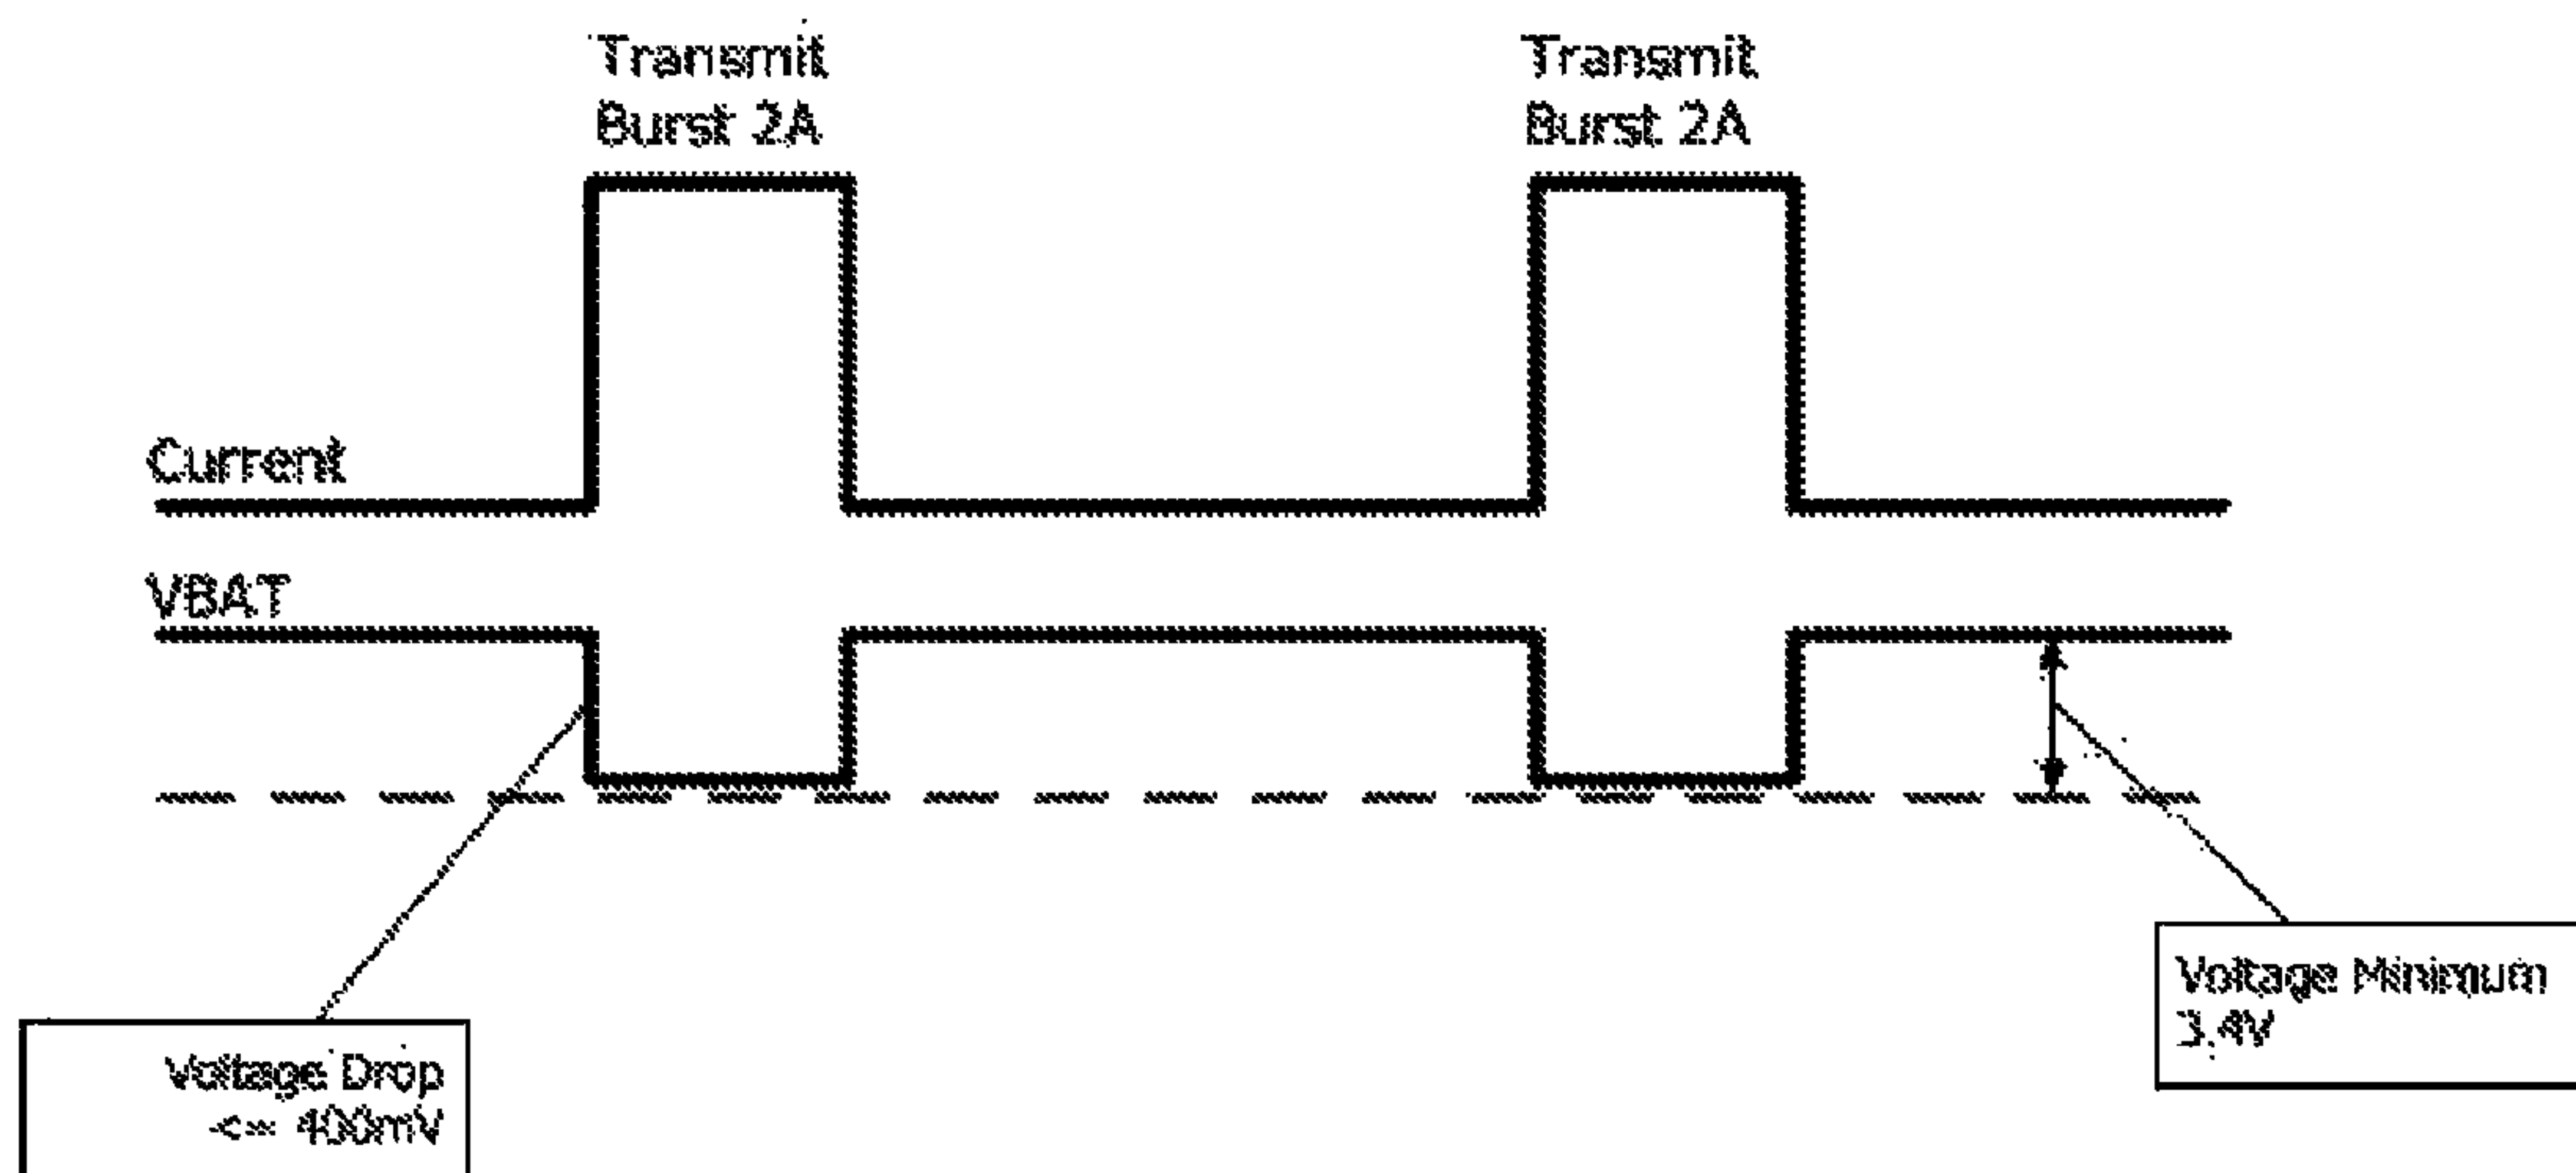 Transmit
Burst 2A
Transmit
Burst 2A
Current
VBAT
Voltage Drop
<= 400mV
Voltage Minimum
3.4V